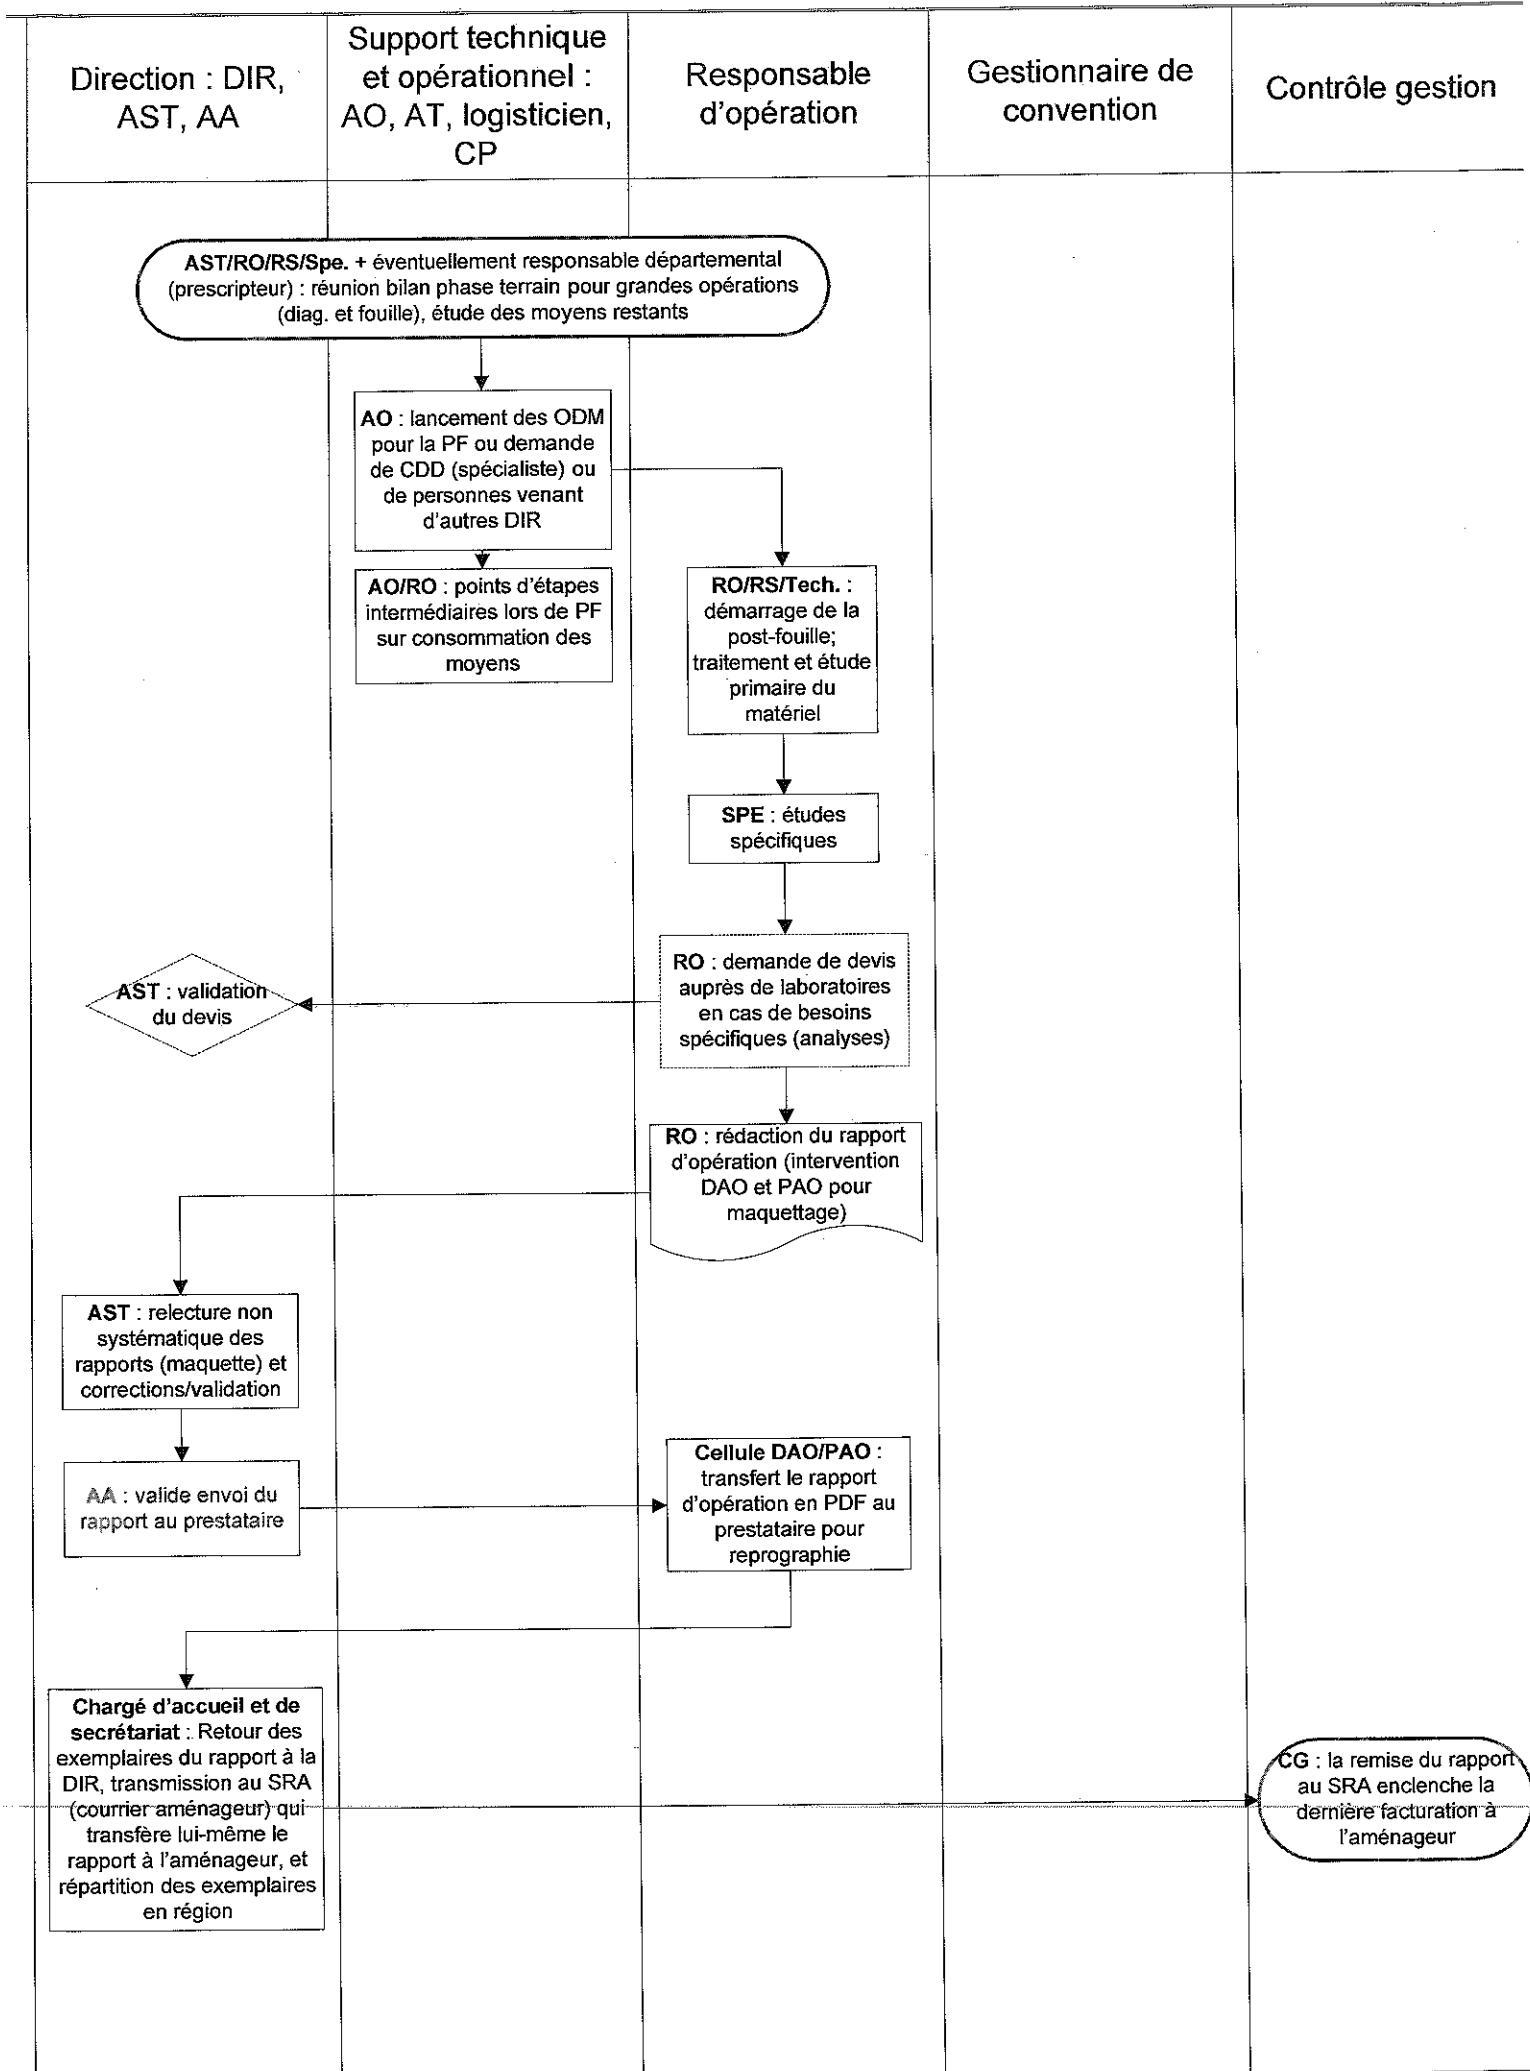 Direction : DIR,
AST, AA
Support technique
et opérationnel :
AO, AT, logisticien,
CP
Responsable
d'opération
Gestionnaire de
convention
Contrôle gestion
AST/RO/RS/Spe. + éventuellement responsable départemental
(prescripteur) : réunion bilan phase terrain pour grandes opérations
(diag. et fouille), étude des moyens restants
AO : lancement des ODM
pour la PF ou demande
de CDD (spécialiste) ou
de personnes venant
d'autres DIR
AO/RO : points d'étapes
intermédiaires lors de PF
sur consommation des
moyens
RO/RS/Tech. :
démarrage de la
post-fouille;
traitement et étude
primaire du
matériel
SPE : études
spécifiques
RO : demande de devis
auprès de laboratoires
en cas de besoins
spécifiques (analyses)
AST : validation
du devis
RO : rédaction du rapport
d'opération (intervention
DAO et PAO pour
maquettage)
AST : relecture non
systématique des
rapports (maquette) et
corrections/validation
AA : valide envoi du
rapport au prestataire
Cellule DAO/PAO :
transfert le rapport
d'opération en PDF au
prestataire pour
reprographie
Chargé d'accueil et de
secrétariat : Retour des
exemplaires du rapport à la
DIR, transmission au SRA
(courrier aménageur) qui
transfère lui-même le
rapport à l'aménageur, et
répartition des exemplaires
en région
CG : la remise du rapport
au SRA enclenche la
dernière facturation à
l'aménageur